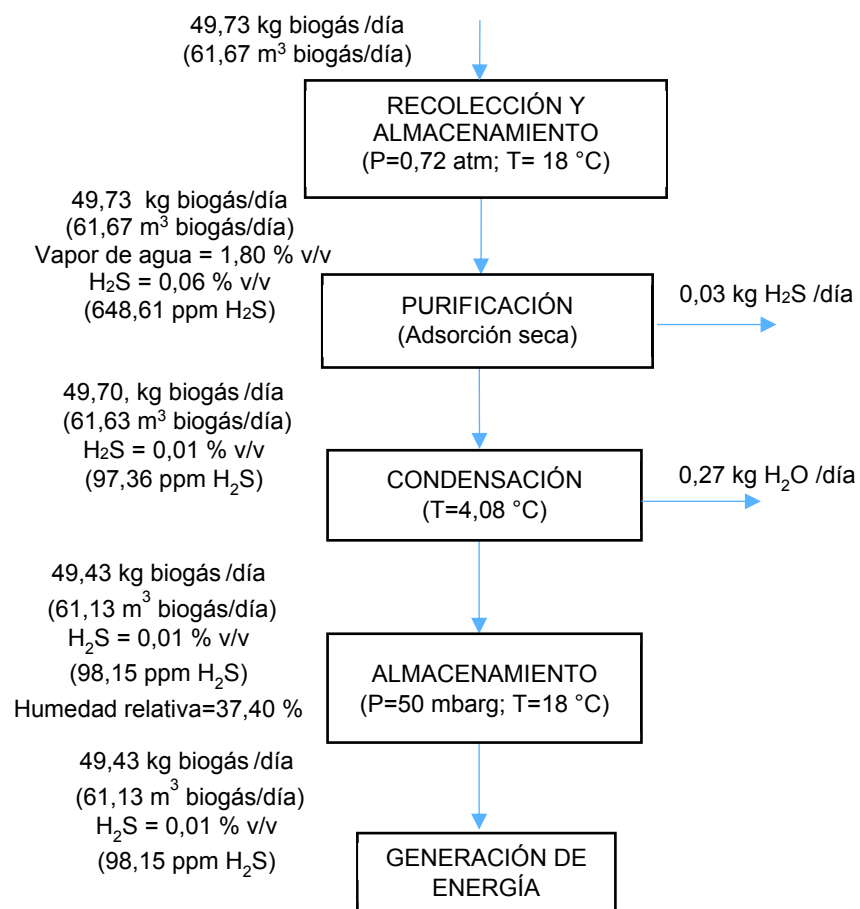 49,73 kg biogás /día
(61,67 m³ biogás/día)
RECOLECCIÓN Y
ALMACENAMIENTO
(P=0,72 atm; T= 18 °C)
49,73 kg biogás/día
(61,67 m³ biogás/día)
Vapor de agua = 1,80 % v/v
H₂S = 0,06 % v/v
(648,61 ppm H₂S)
PURIFICACIÓN
(Adsorción seca)
0,03 kg H₂S /día
49,70, kg biogás /día
(61,63 m³ biogás/día)
H₂S = 0,01 % v/v
(97,36 ppm H₂S)
CONDENSACIÓN
(T=4,08 °C)
0,27 kg H₂O /día
49,43 kg biogás /día
(61,13 m³ biogás/día)
H₂S = 0,01 % v/v
(98,15 ppm H₂S)
Humedad relativa=37,40 %
ALMACENAMIENTO
(P=50 mbarg; T=18 °C)
49,43 kg biogás /día
(61,13 m³ biogás/día)
H₂S = 0,01 % v/v
(98,15 ppm H₂S)
GENERACIÓN DE
ENERGÍA